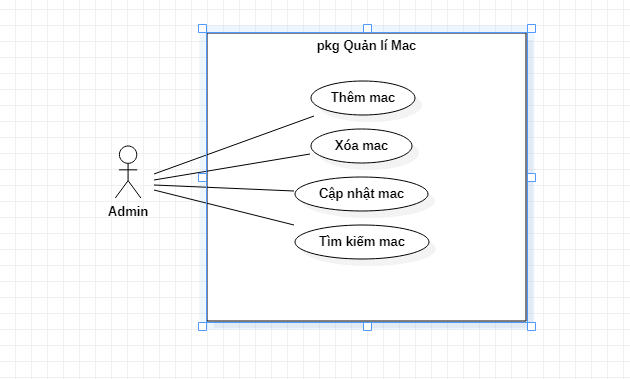 pkg Quản lí Mac
Thêm mac
Xóa mac
Cập nhật mac
Tìm kiếm mac
Admin